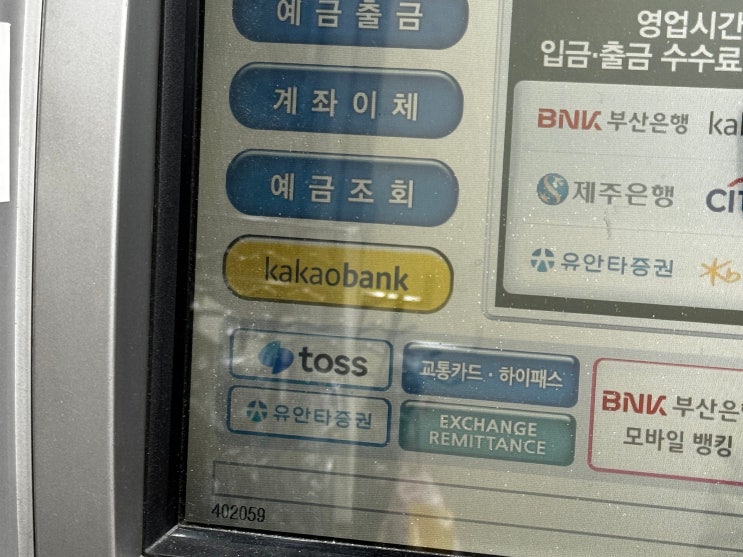 예금출금
계좌이체
예금조회
kakaobank
toss
유안타증권
교통카드·하이패스
EXCHANGE
REMITTANCE
영업시간
입금·출금 수수료
BNK 부산은행
제주은행
유안타증권
BNK 부산은
모바일 뱅킹
402059